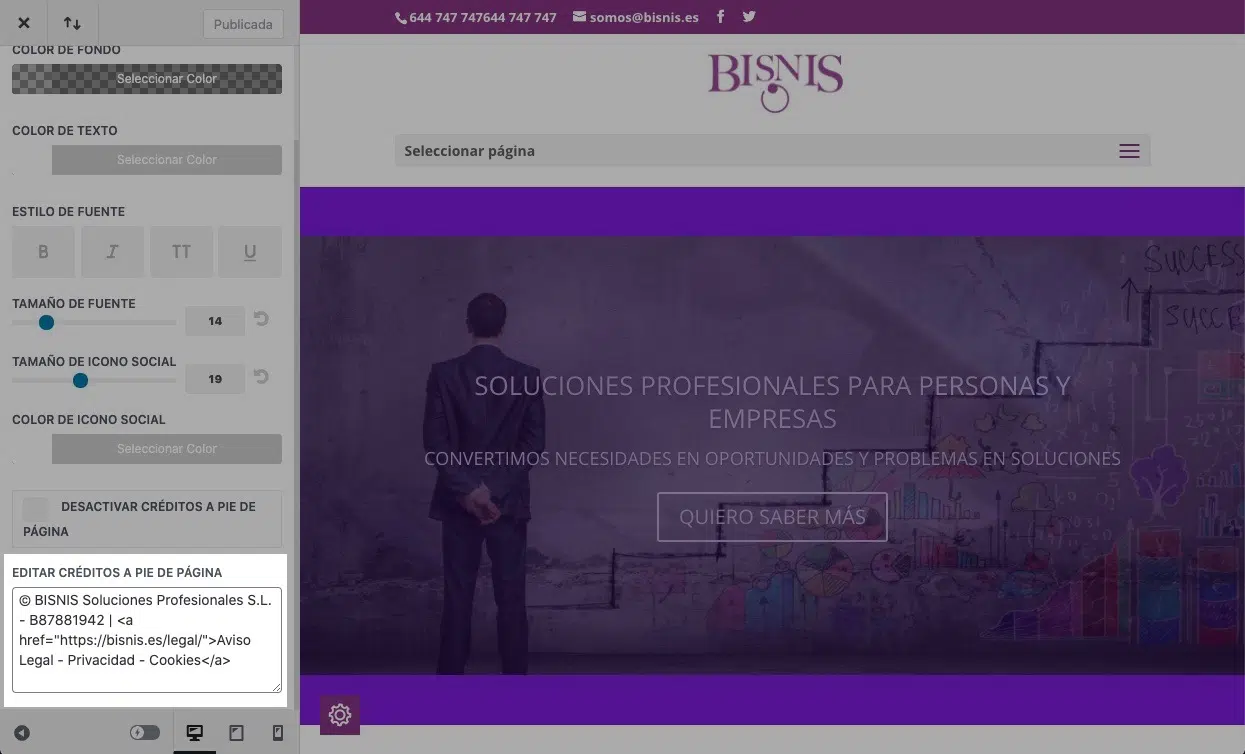 Publicada
COLOR DE FONDO
Seleccionar Color
COLOR DE TEXTO
Seleccionar Color
ESTILO DE FUENTE
B I TT U
TAMAÑO DE FUENTE
14
TAMAÑO DE ICONO SOCIAL
19
COLOR DE ICONO SOCIAL
Seleccionar Color
DESACTIVAR CRÉDITOS A PIE DE
PÁGINA
EDITAR CRÉDITOS A PIE DE PÁGINA
© BISNIS Soluciones Profesionales S.L.
- B87881942 | <a
href="https://bisnis.es/legal/">Aviso
Legal - Privacidad - Cookies</a>
644 747 747644 747 747 somos@bisnis.es
BISNIS
Seleccionar página
SUCCESS
SUCCE
SOLUCIONES PROFESIONALES PARA PERSONAS Y
EMPRESAS
CONVERTIMOS NECESIDADES EN OPORTUNIDADES Y PROBLEMAS EN SOLUCIONES
QUIERO SABER MÁS